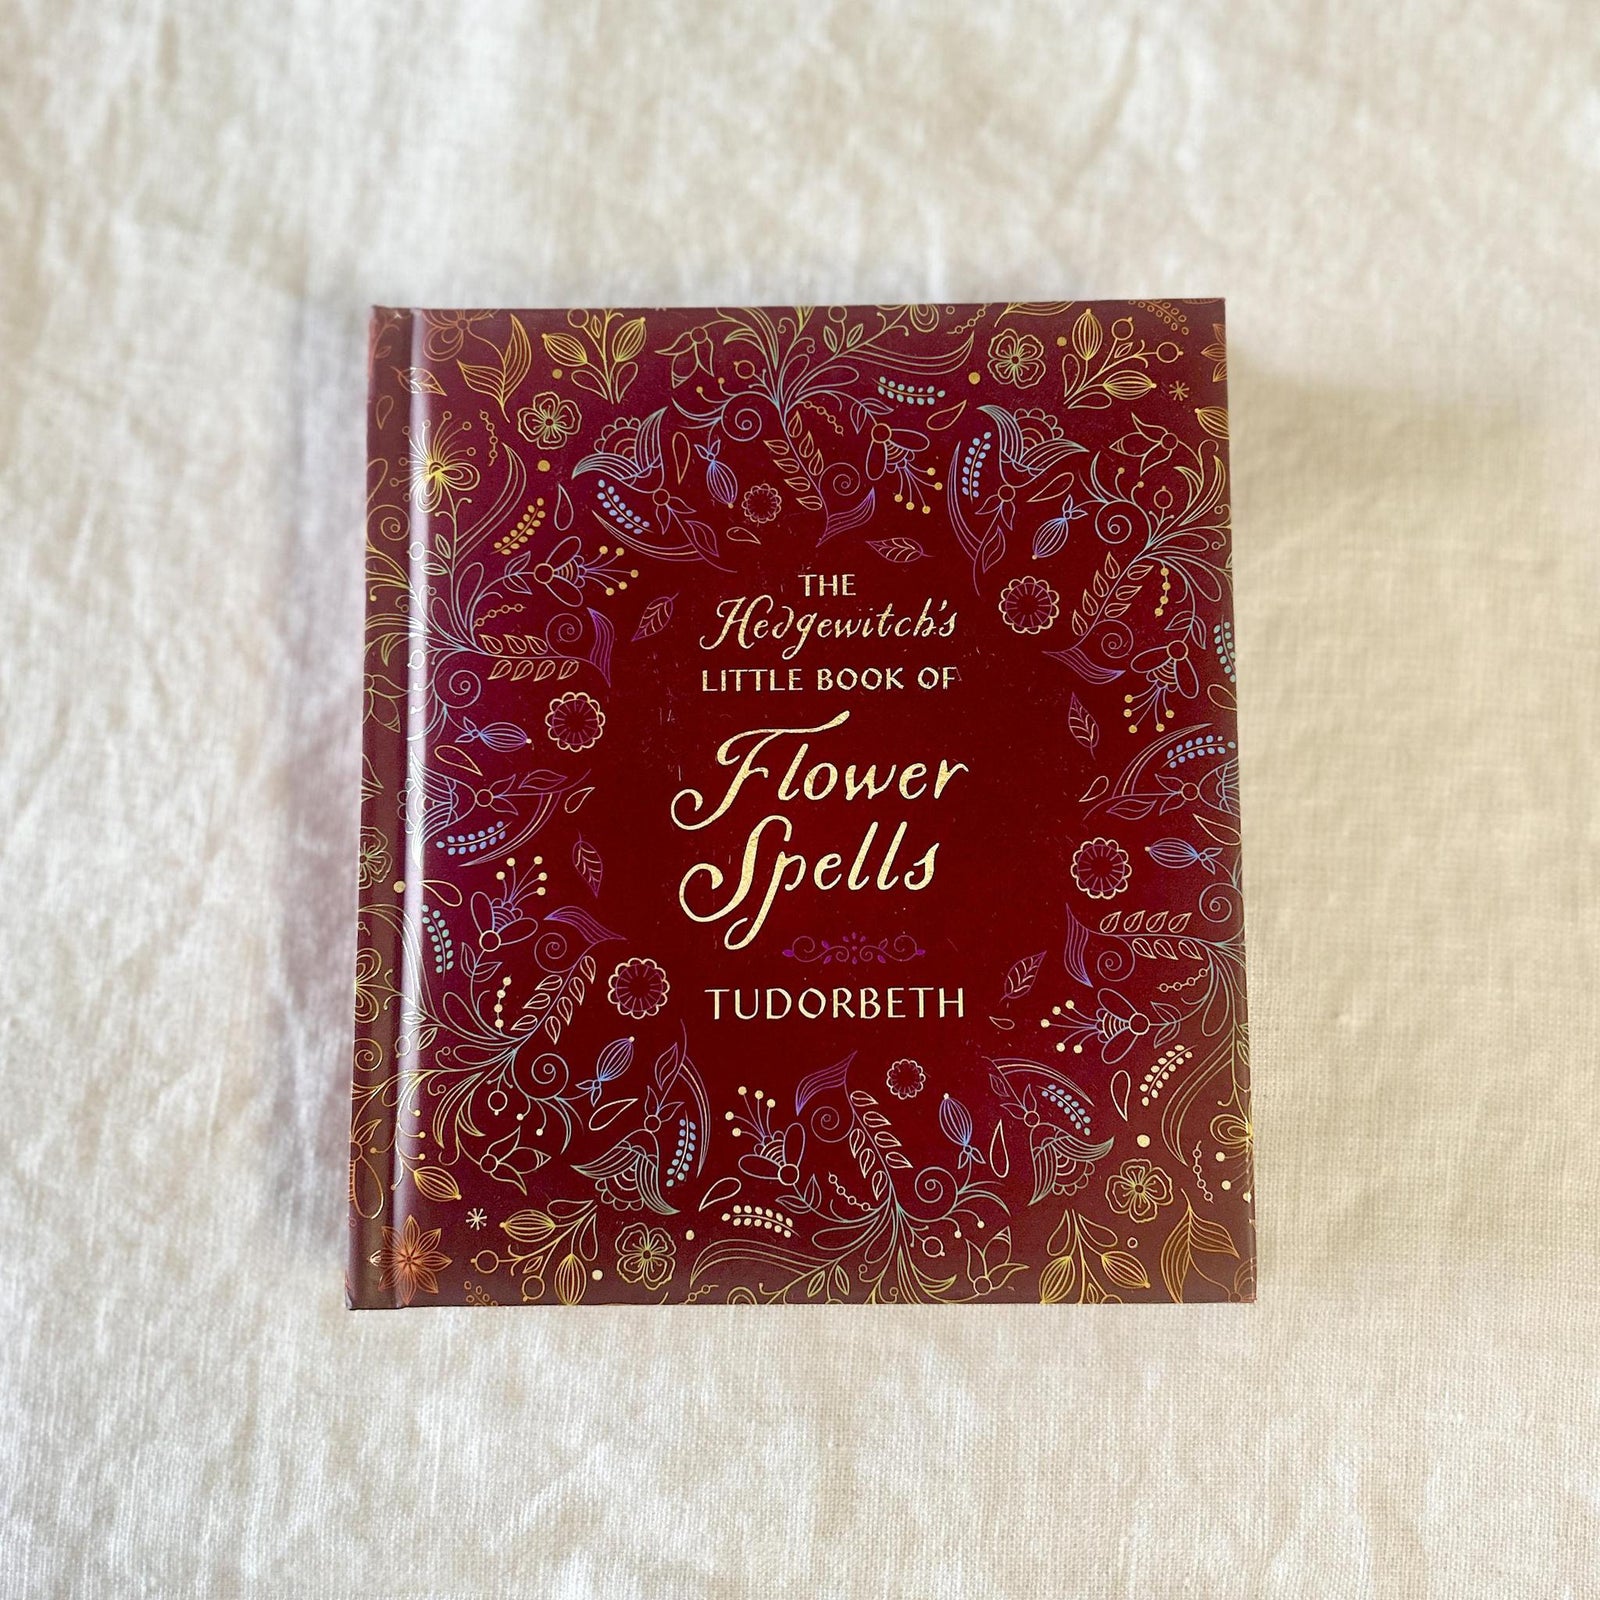 THE
Hedgewitch's
LITTLE BOOK OF
Flower
Spells
TUDORBETH